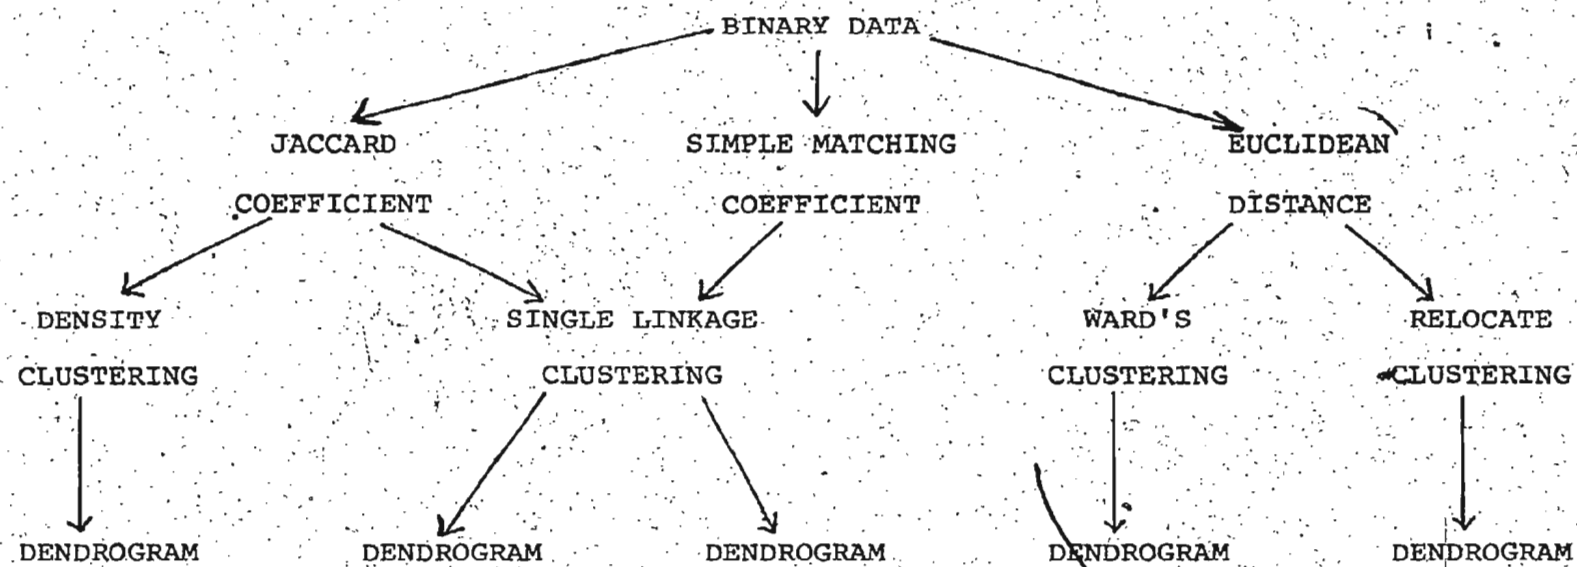 BINARY DATA
JACCARD SIMPLE MATCHING EUCLIDEAN
COEFFICIENT COEFFICIENT DISTANCE
DENSITY SINGLE LINKAGE WARD'S RELOCATE
CLUSTERING CLUSTERING CLUSTERING CLUSTERING
DENDROGRAM DENDROGRAM DENDROGRAM DENDROGRAM DENDROGRAM